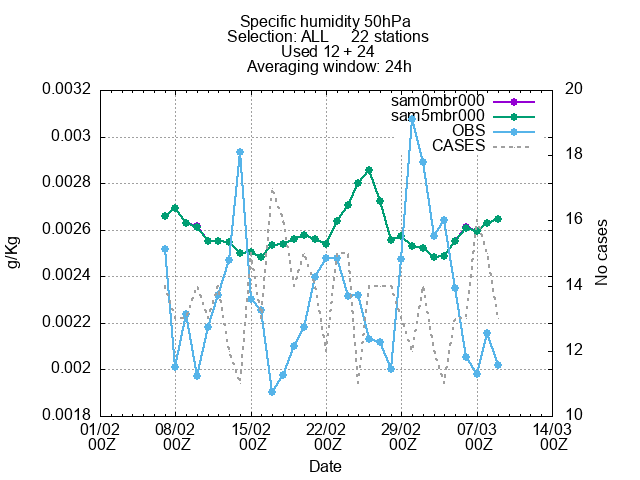 Specific humidity 50hPa
Selection: ALL 22 stations
Used 12 + 24
Averaging window: 24h
sam0mbr000
sam5mbr000
OBS
CASES
g/Kg
0.0032
0.003
0.0028
0.0026
0.0024
0.0022
0.002
0.0018
20
18
16
14
12
10
No cases
01/02 08/02 15/02 22/02 29/02 07/03 14/03
00Z 00Z 00Z 00Z 00Z 00Z 00Z
Date